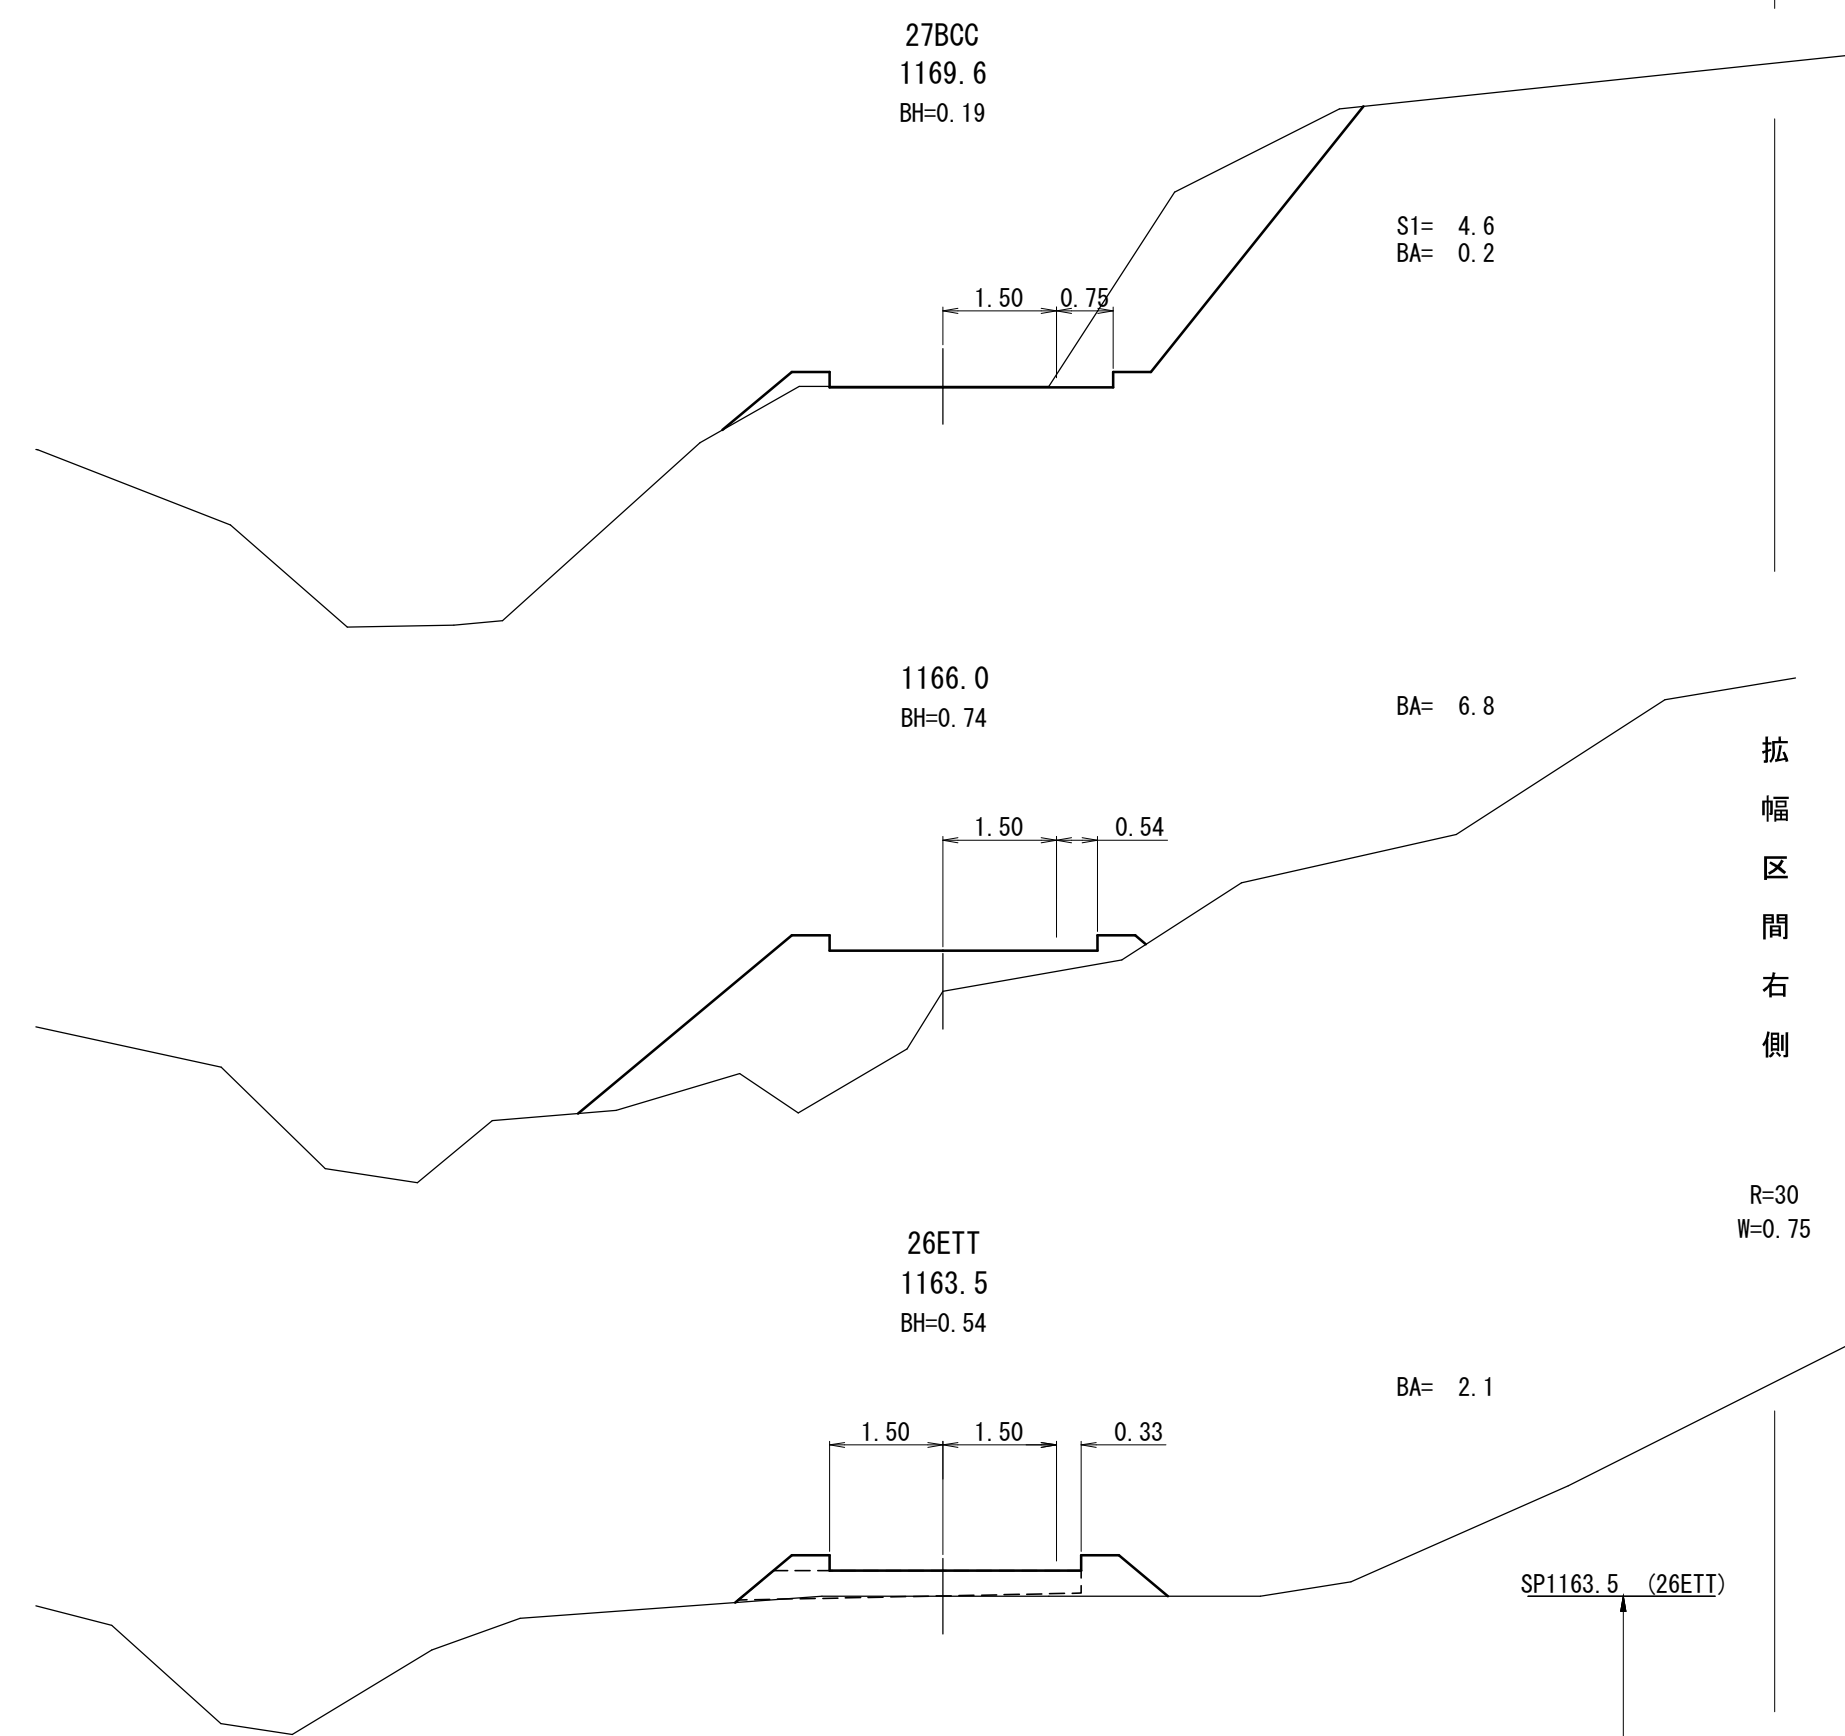 27BCC
1169.6
BH=0.19
S1= 4.6
BA= 0.2
1.50 0.75
1166.0
BH=0.74
BA= 6.8
1.50 0.54
拡幅区間右側
R=30
W=0.75
26ETT
1163.5
BH=0.54
BA= 2.1
1.50 1.50 0.33
SP1163.5 (26ETT)